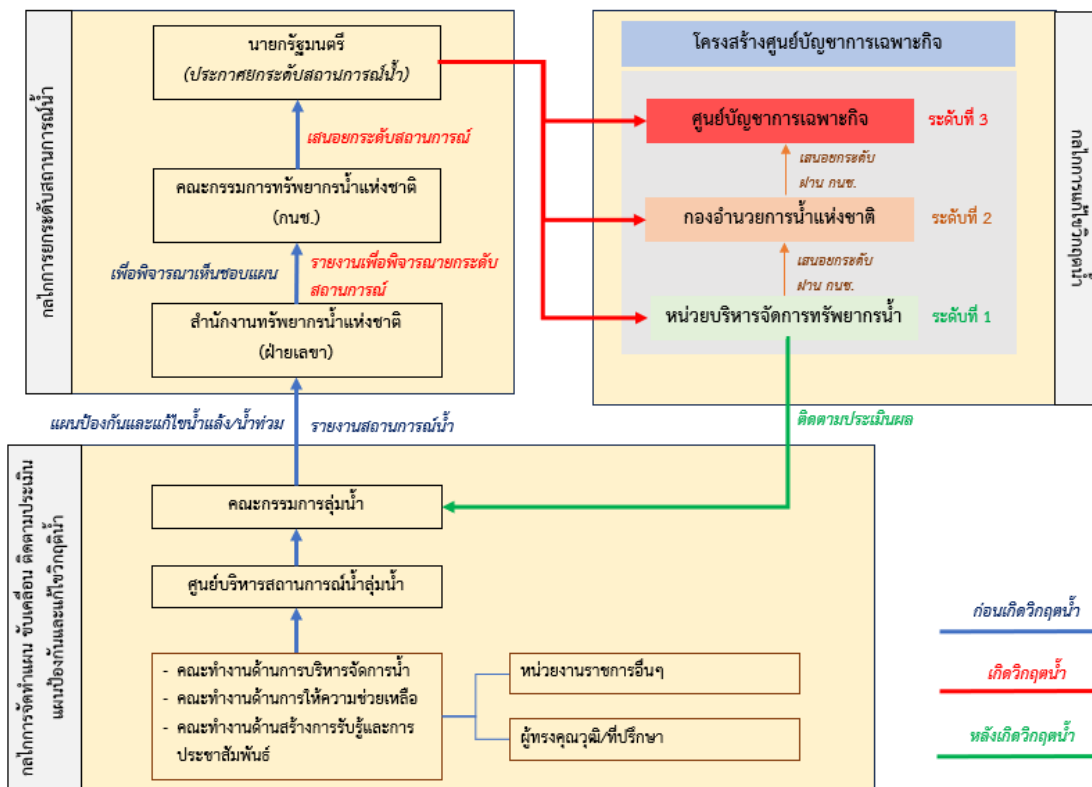 กลไกการยกระดับสถานการณ์น้ำ
นายกรัฐมนตรี
(ประกาศยกระดับสถานการณ์น้ำ)
เสนอยกระดับสถานการณ์
คณะกรรมการทรัพยากรน้ำแห่งชาติ
(กนช.)
เพื่อพิจารณาเห็นชอบแผน
รายงานเพื่อพิจารณายกระดับ
สถานการณ์
สำนักงานทรัพยากรน้ำแห่งชาติ
(ฝ่ายเลขา)
แผนป้องกันและแก้ไขน้ำแล้ง/น้ำท่วม
รายงานสถานการณ์น้ำ
โครงสร้างศูนย์บัญชาการเฉพาะกิจ
ศูนย์บัญชาการเฉพาะกิจ
ระดับที่ 3
เสนอยกระดับ
ผ่าน กนช.
กองอำนวยการน้ำแห่งชาติ
ระดับที่ 2
เสนอยกระดับ
ผ่าน กนช.
หน่วยบริหารจัดการทรัพยากรน้ำ
ระดับที่ 1
กลไกการแก้ไขวิกฤตน้ำ
ติดตามประเมินผล
กลไกการจัดทำแผน ขับเคลื่อน ติดตามประเมิน
แผนป้องกันและแก้ไขวิกฤติน้ำ
คณะกรรมการลุ่มน้ำ
ศูนย์บริหารสถานการณ์น้ำลุ่มน้ำ
- คณะทำงานด้านการบริหารจัดการน้ำ
- คณะทำงานด้านการให้ความช่วยเหลือ
- คณะทำงานด้านสร้างการรับรู้และการ
ประชาสัมพันธ์
หน่วยงานราชการอื่นๆ
ผู้ทรงคุณวุฒิ/ที่ปรึกษา
ก่อนเกิดวิกฤตน้ำ
เกิดวิกฤตน้ำ
หลังเกิดวิกฤตน้ำ